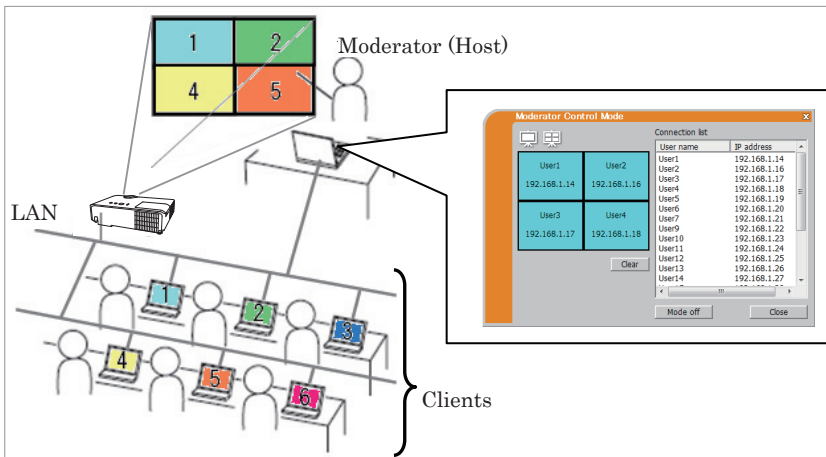 1
2
4
5
Moderator (Host)
LAN
1
2
3
4
5
6
Clients
Moderator Control Mode
x
User1
192.168.1.14
User2
192.168.1.16
User3
192.168.1.17
User4
192.168.1.18
Clear
Connection list
User name IP address
User1 192.168.1.14
User2 192.168.1.16
User3 192.168.1.17
User4 192.168.1.18
User5 192.168.1.19
User6 192.168.1.20
User7 192.168.1.21
User9 192.168.1.22
User10 192.168.1.23
User11 192.168.1.24
User12 192.168.1.25
User13 192.168.1.26
User14 192.168.1.27
Mode off
Close